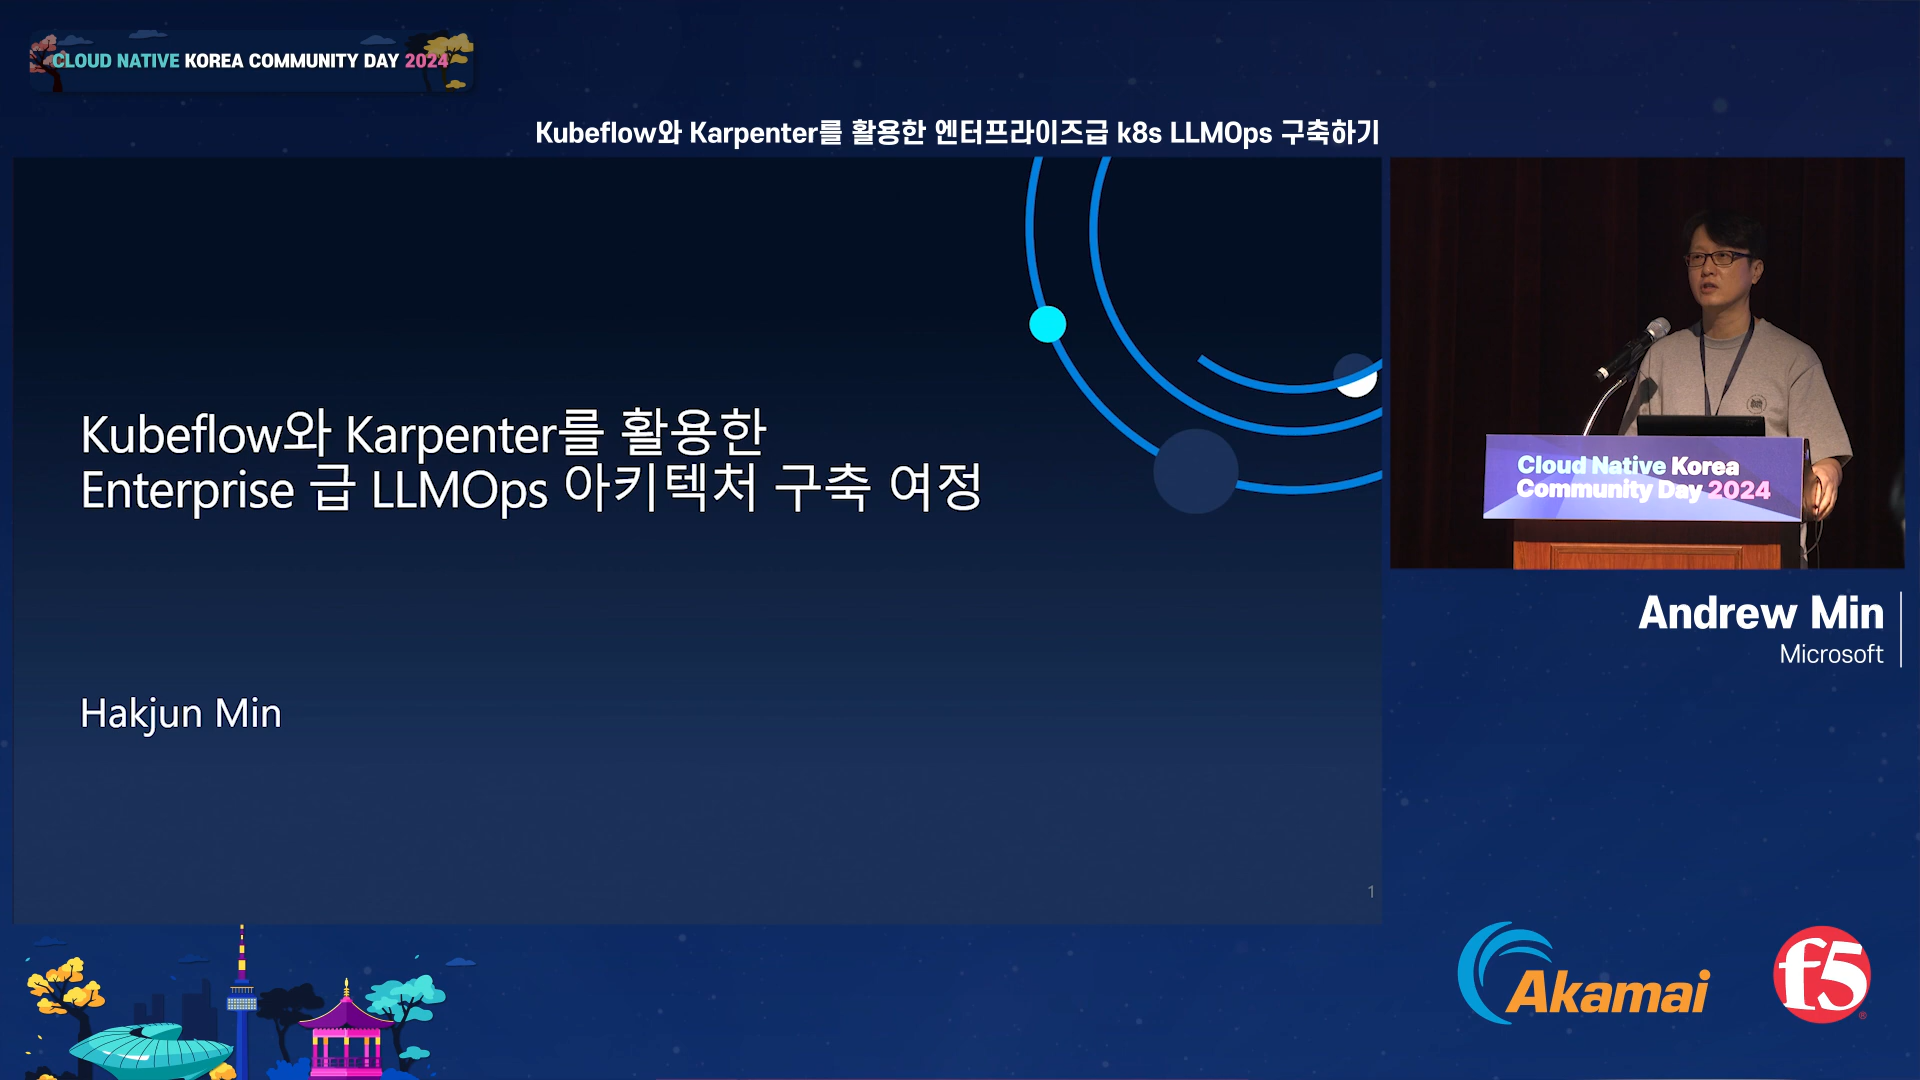 CLOUD NATIVE KOREA COMMUNITY DAY 2024
Kubeflow와 Karpenter를 활용한 엔터프라이즈급 k8s LLMOps 구축하기
Kubeflow와 Karpenter를 활용한
Enterprise 급 LLMOps 아키텍처 구축 여정
Hakjun Min
1
Cloud Native Korea
Community Day 2024
Andrew Min
Microsoft
Akamai
f5